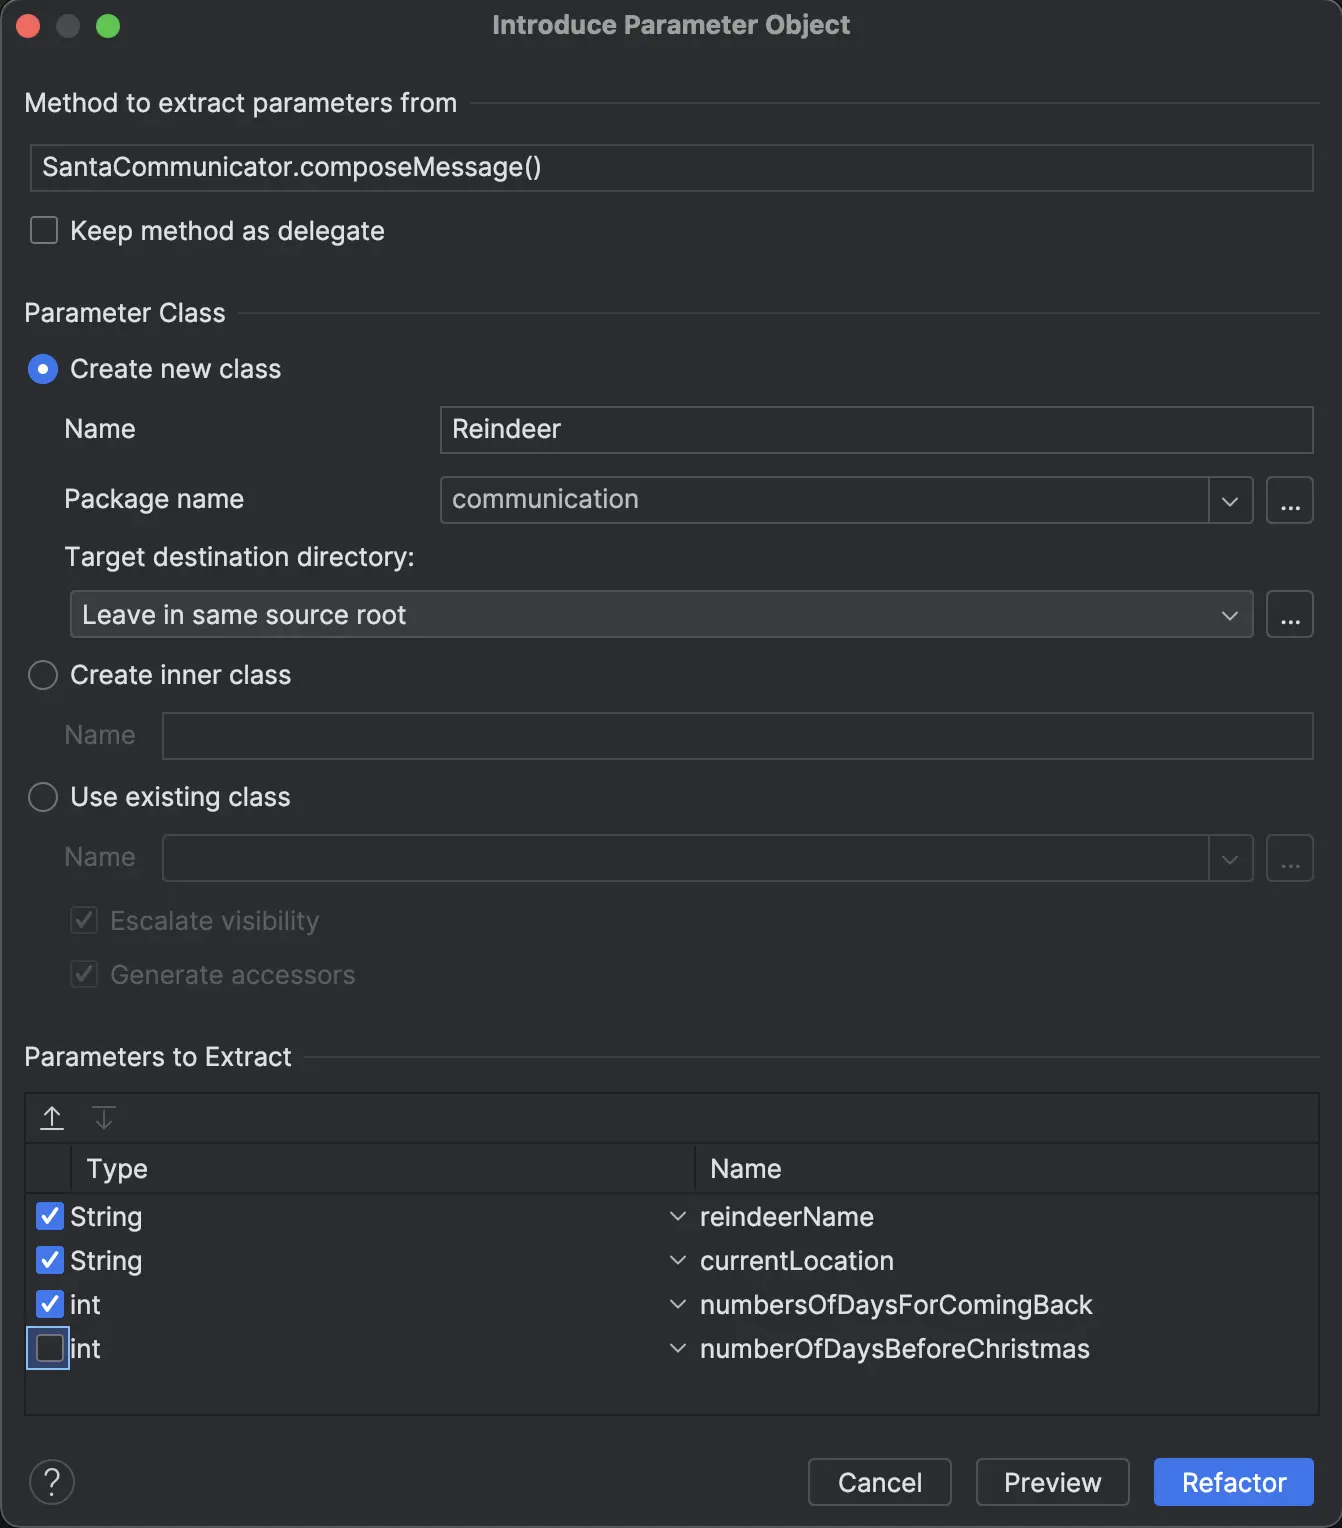 Introduce Parameter Object
Method to extract parameters from
SantaCommunicator.composeMessage()
Keep method as delegate
Parameter Class
Create new class
Name Reindeer
Package name communication ...
Target destination directory:
Leave in same source root ...
Create inner class
Name
Use existing class
Name ...
Escalate visibility
Generate accessors
Parameters to Extract
Type Name
String reindeerName
String currentLocation
int numbersOfDaysForComingBack
int numberOfDaysBeforeChristmas
? Cancel Preview Refactor